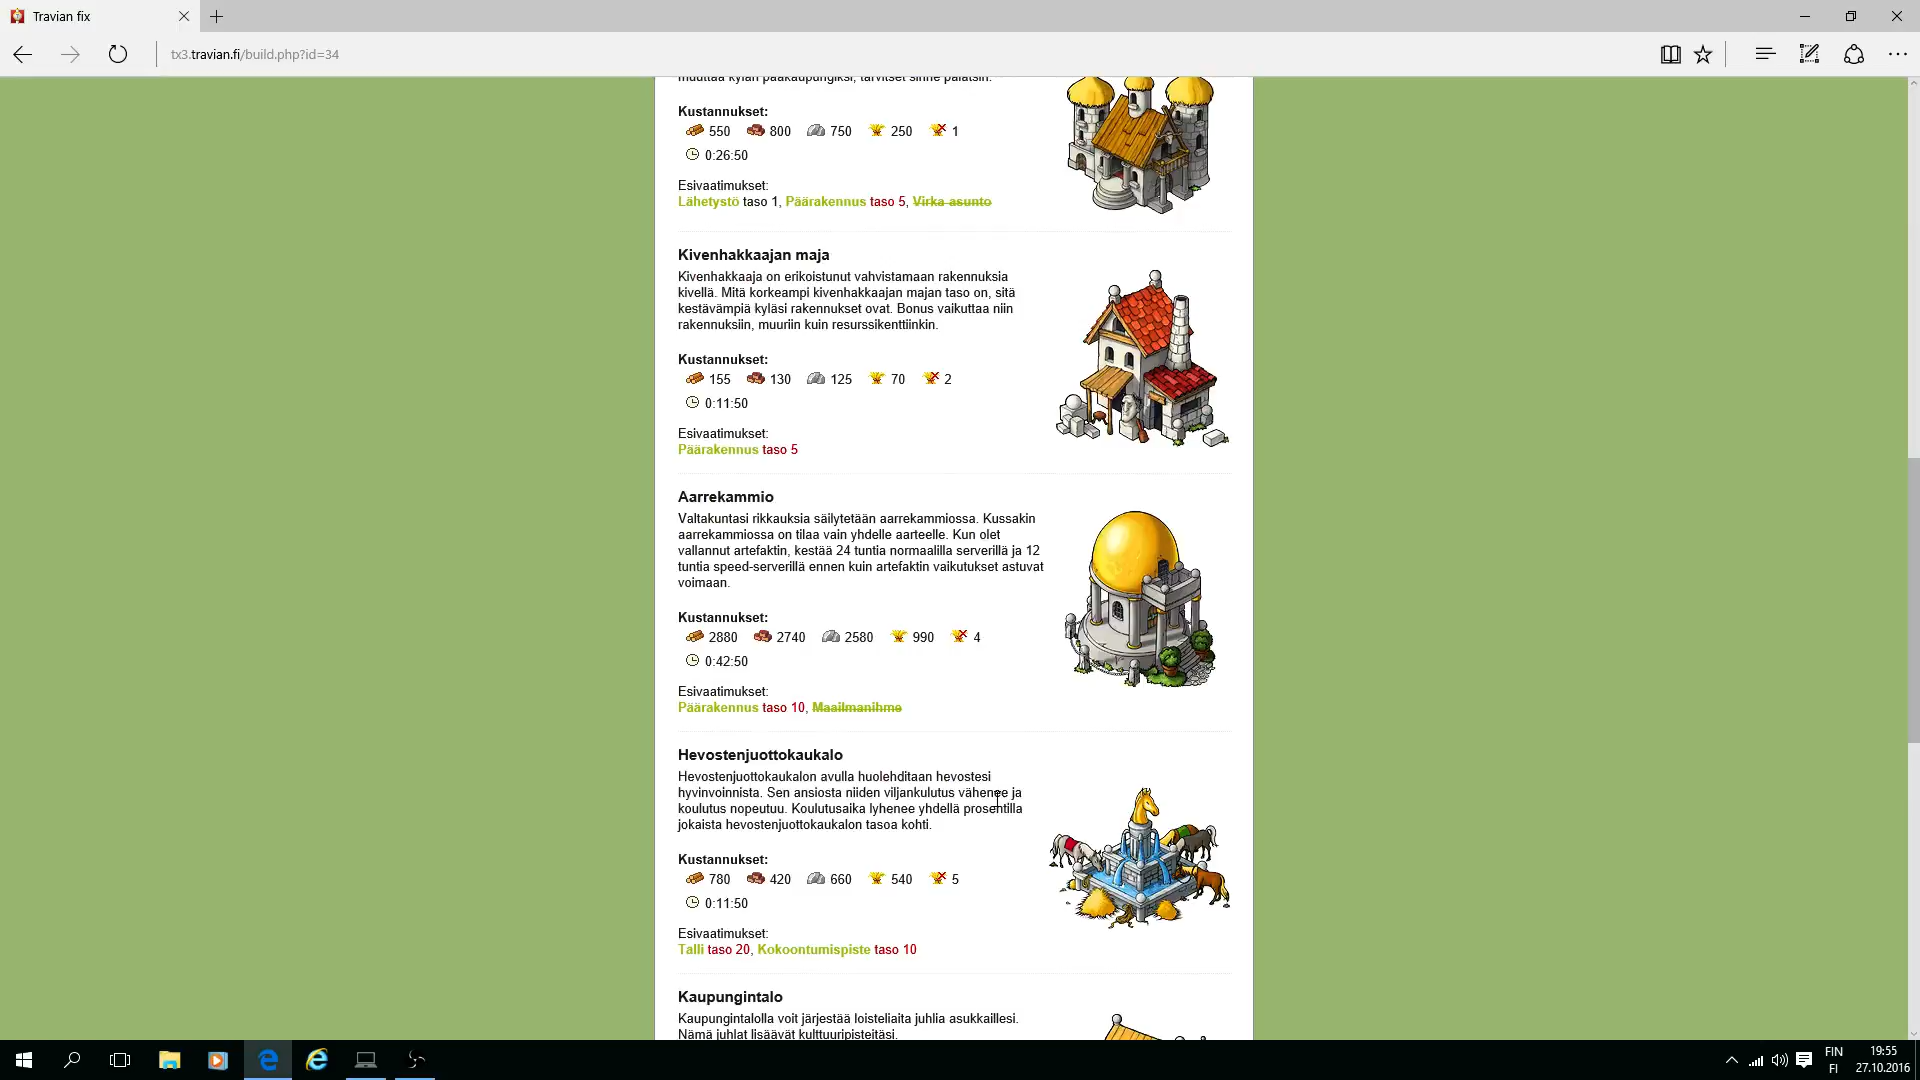 Travian fix
tx3.travian.fi/build.php?id=34
muuttaa kylän pääkaupungiksi, tarvitset sinne palatsin.
Kustannukset:
550 800 750 250 1
0:26:50
Esivaatimukset:
Lähetystö taso 1, Päärakennus taso 5, Virka-asunto
Kivenhakkaajan maja
Kivenhakkaaja on erikoistunut vahvistamaan rakennuksia
kivellä. Mitä korkeampi kivenhakkaajan majan taso on, sitä
kestävämpiä kyläsi rakennukset ovat. Bonus vaikuttaa niin
rakennuksiin, muuriin kuin resurssikenttiinkin.
Kustannukset:
155 130 125 70 2
0:11:50
Esivaatimukset:
Päärakennus taso 5
Aarrekammio
Valtakuntasi rikkauksia säilytetään aarrekammiossa. Kussakin
aarrekammiossa on tilaa vain yhdelle aarteelle. Kun olet
vallannut artefaktin, kestää 24 tuntia normaalilla serverillä ja 12
tuntia speed-serverillä ennen kuin artefaktin vaikutukset astuvat
voimaan.
Kustannukset:
2880 2740 2580 990 4
0:42:50
Esivaatimukset:
Päärakennus taso 10, Maailmanihme
Hevostenjuottokaukalo
Hevostenjuottokaukalon avulla huolehditaan hevostesi
hyvinvoinnista. Sen ansiosta niiden viljankulutus vähenee ja
koulutus nopeutuu. Koulutusaika lyhenee yhdellä prosentilla
jokaista hevostenjuottokaukalon tasoa kohti.
Kustannukset:
780 420 660 540 5
0:11:50
Esivaatimukset:
Talli taso 20, Kokoontumispiste taso 10
Kaupungintalo
Kaupungintalolla voit järjestää loisteliaita juhlia asukkaillesi.
Nämä juhlat lisäävät kulttuuripisteitäsi.
FIN
FI
19:55
27.10.2016